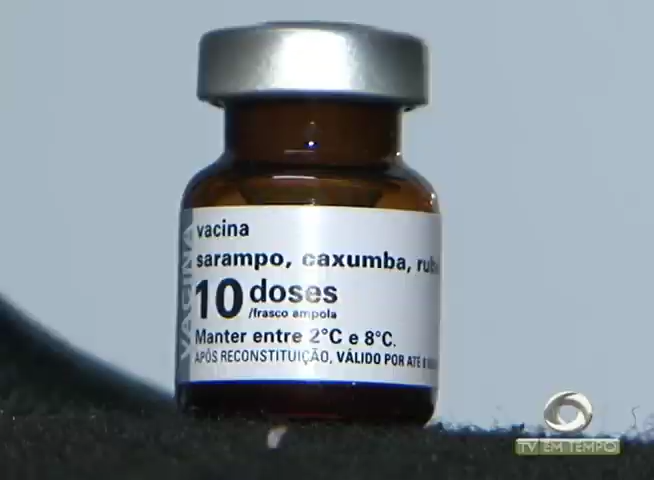 VACINA
vacina
sarampo, caxumba,
10 doses
/frasco ampola
Manter entre 2°C e 8°C.
APÓS RECONSTITUIÇÃO, VÁLIDO POR ATÉ 8
TV EM TEMPO